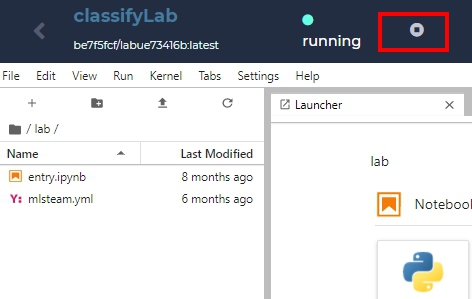 classifyLab
be7f5fcf/labue73416b:latest
running
File Edit View Run Kernel Tabs Settings Help
/ lab /
Launcher
Name Last Modified
entry.ipynb 8 months ago
Y: mlsteam.yml 6 months ago
lab
Notebook